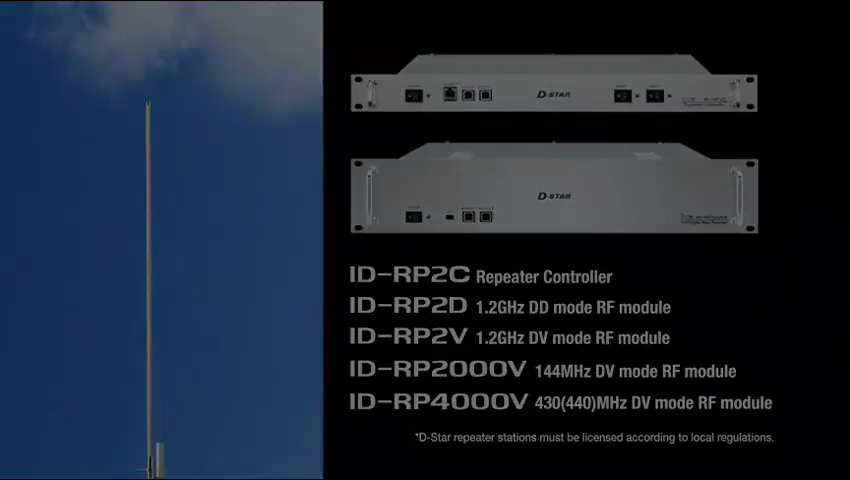 D-STAR
D-STAR
ID-RP2C Repeater Controller
ID-RP2D 1.2GHz DD mode RF module
ID-RP2V 1.2GHz DV mode RF module
ID-RP2000V 144MHz DV mode RF module
ID-RP4000V 430(440)MHz DV mode RF module
*D-Star repeater stations must be licensed according to local regulations.